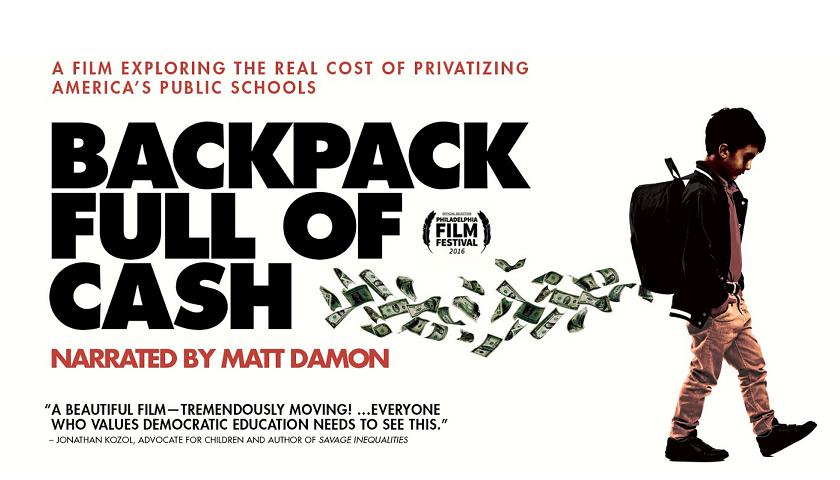 A FILM EXPLORING THE REAL COST OF PRIVATIZING
AMERICA'S PUBLIC SCHOOLS
BACKPACK
FULL OF
CASH
OFFICIAL SELECTION
PHILADELPHIA
FILM
FESTIVAL
2016
NARRATED BY MATT DAMON
“A BEAUTIFUL FILM—TREMENDOUSLY MOVING! ...EVERYONE
WHO VALUES DEMOCRATIC EDUCATION NEEDS TO SEE THIS.”
– JONATHAN KOZOL, ADVOCATE FOR CHILDREN AND AUTHOR OF SAVAGE INEQUALITIES